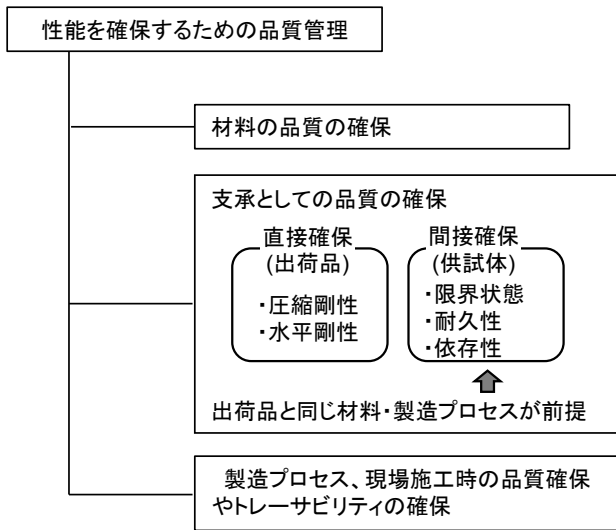 性能を確保するための品質管理
材料の品質の確保
支承としての品質の確保
直接確保
(出荷品)
・圧縮剛性
・水平剛性
間接確保
(供試体)
・限界状態
・耐久性
・依存性
出荷品と同じ材料・製造プロセスが前提
製造プロセス、現場施工時の品質確保
やトレーサビリティの確保